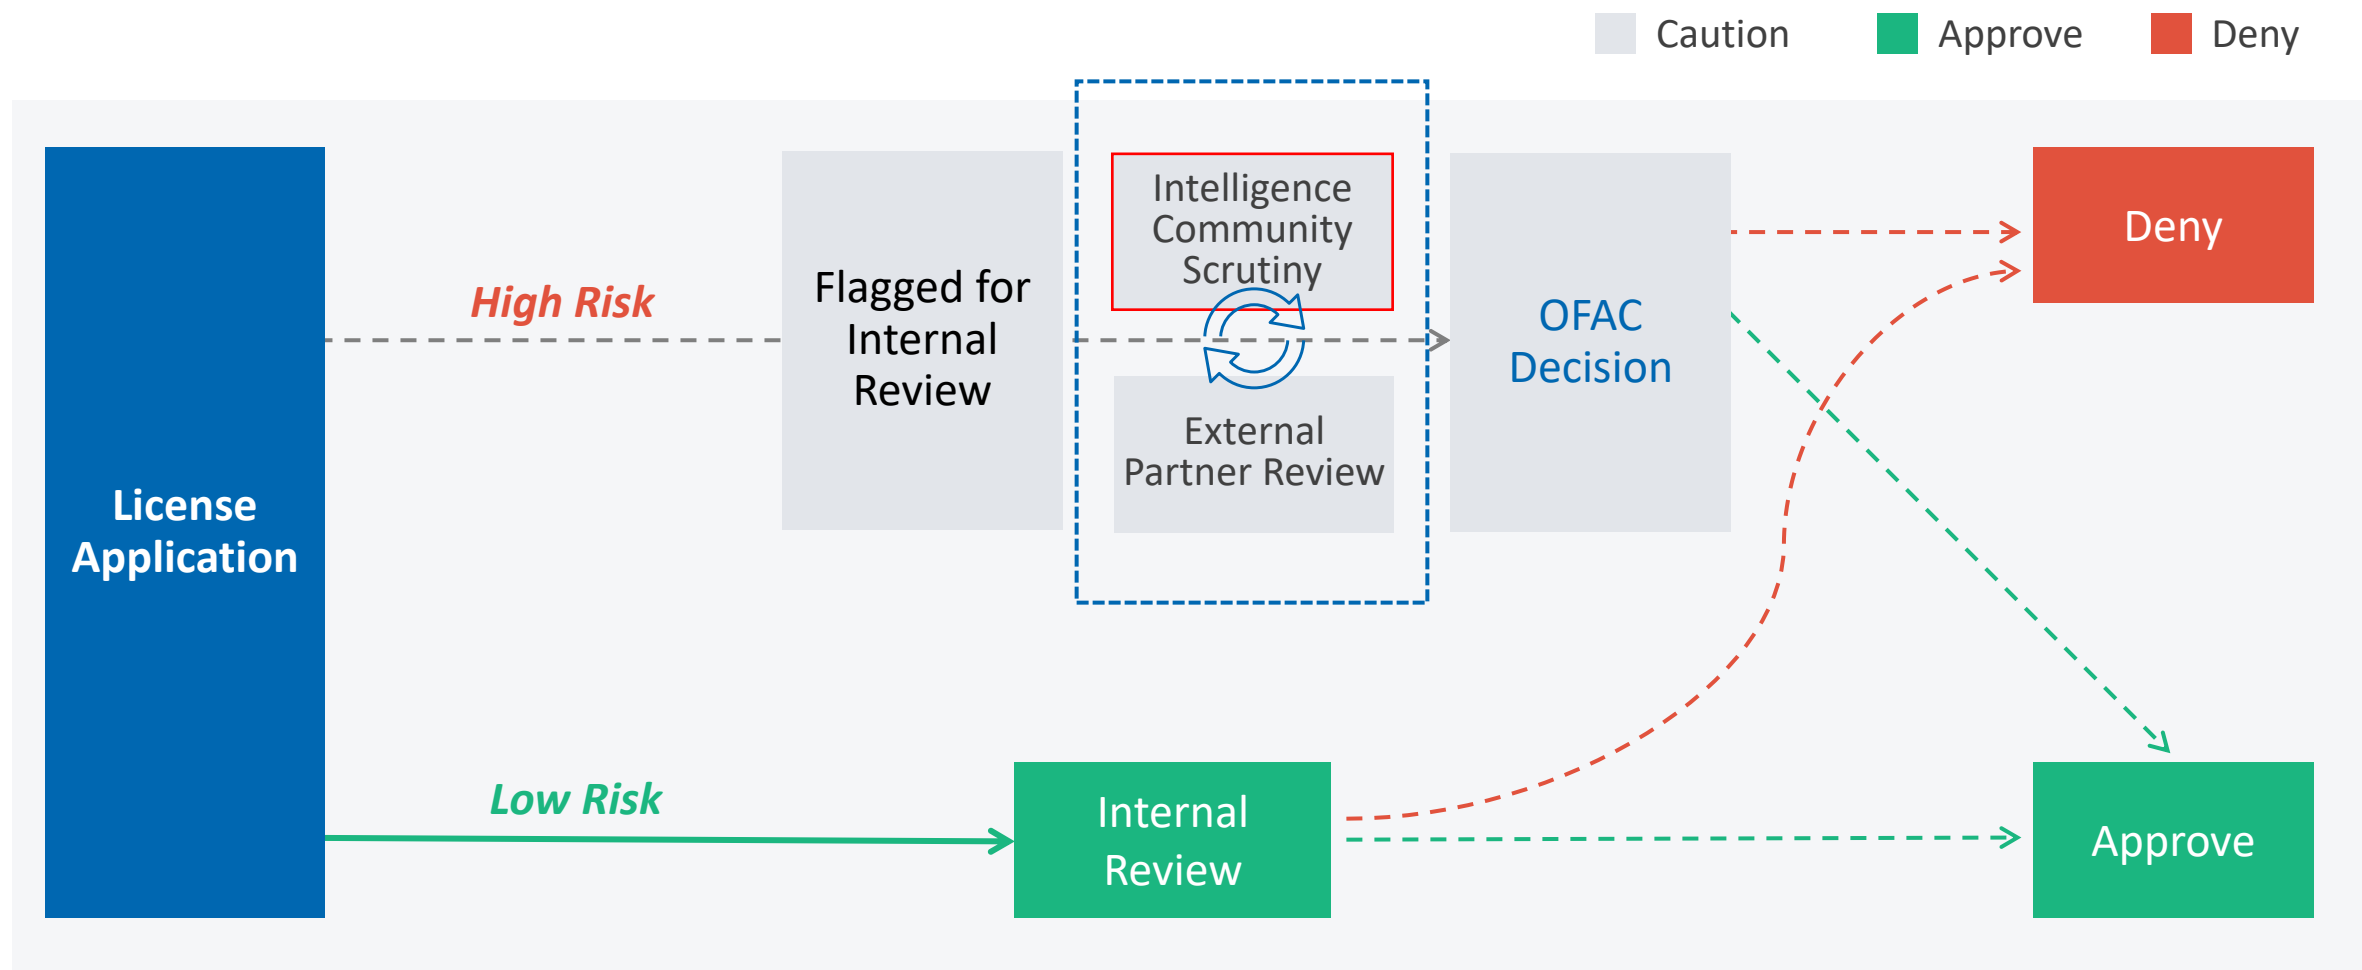 Caution
Approve
Deny
License
Application
High Risk
Flagged for
Internal
Review
Intelligence
Community
Scrutiny
External
Partner Review
OFAC
Decision
Deny
Low Risk
Internal
Review
Approve